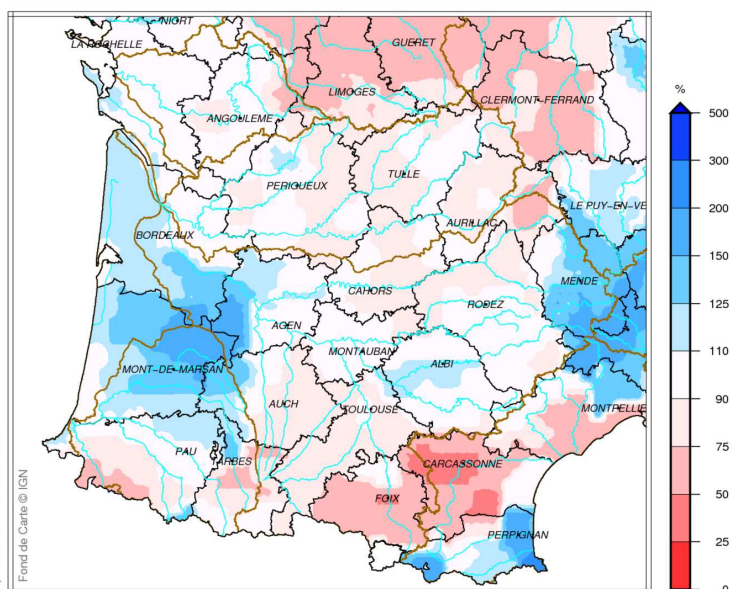 NIORT
LA ROCHELLE
GUERET
LIMOGES
CLERMONT-FERRAND
ANGOULEME
PERIGUEUX
TULLE
LE PUY-EN-VE
AURILLAC
BORDEAUX
CAHORS
MENDE
RODEZ
AGEN
MONTAUBAN
ALBI
MONT-DE-MARSAN
AUCH
TOULOUSE
MONTPELLIE
PAU
TARBES
CARCASSONNE
FOIX
PERPIGNAN
Fond de Carte © IGN
%
500
300
200
150
125
110
90
75
50
25
0